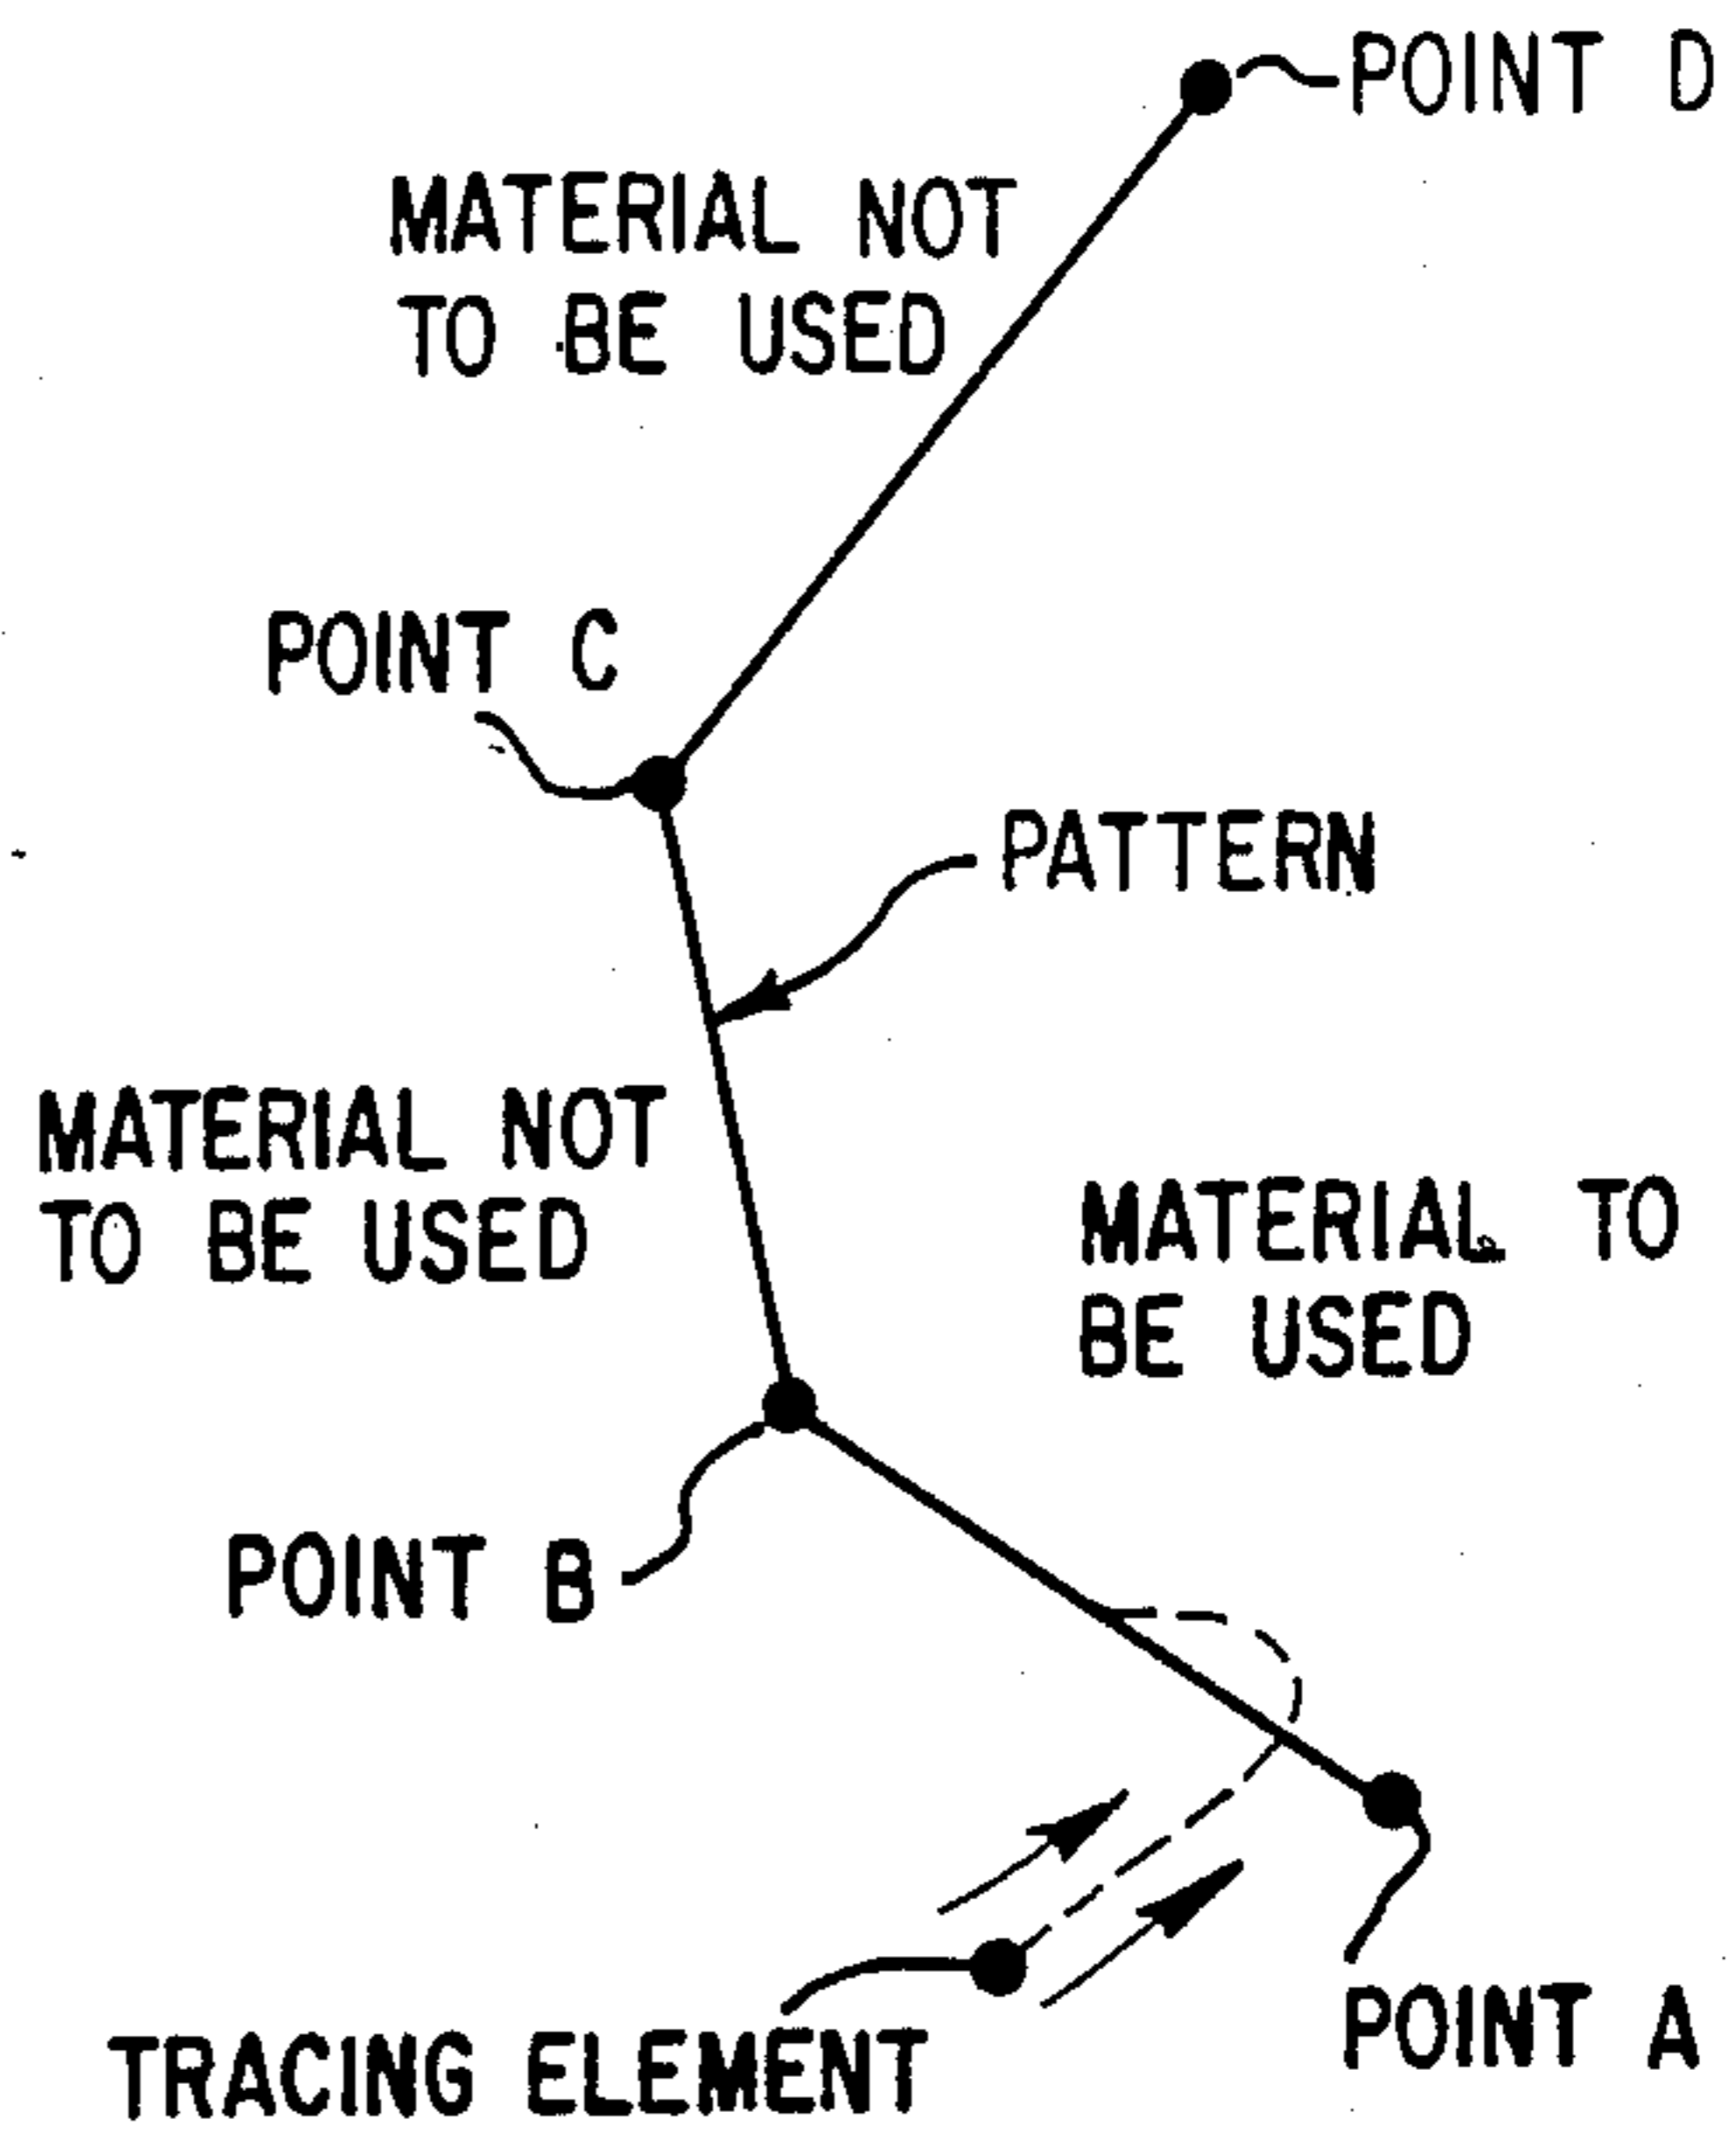 POINT D
MATERIAL NOT
TO BE USED
POINT C
PATTERN
MATERIAL NOT
TO BE USED
MATERIAL TO
BE USED
POINT B
POINT A
TRACING ELEMENT